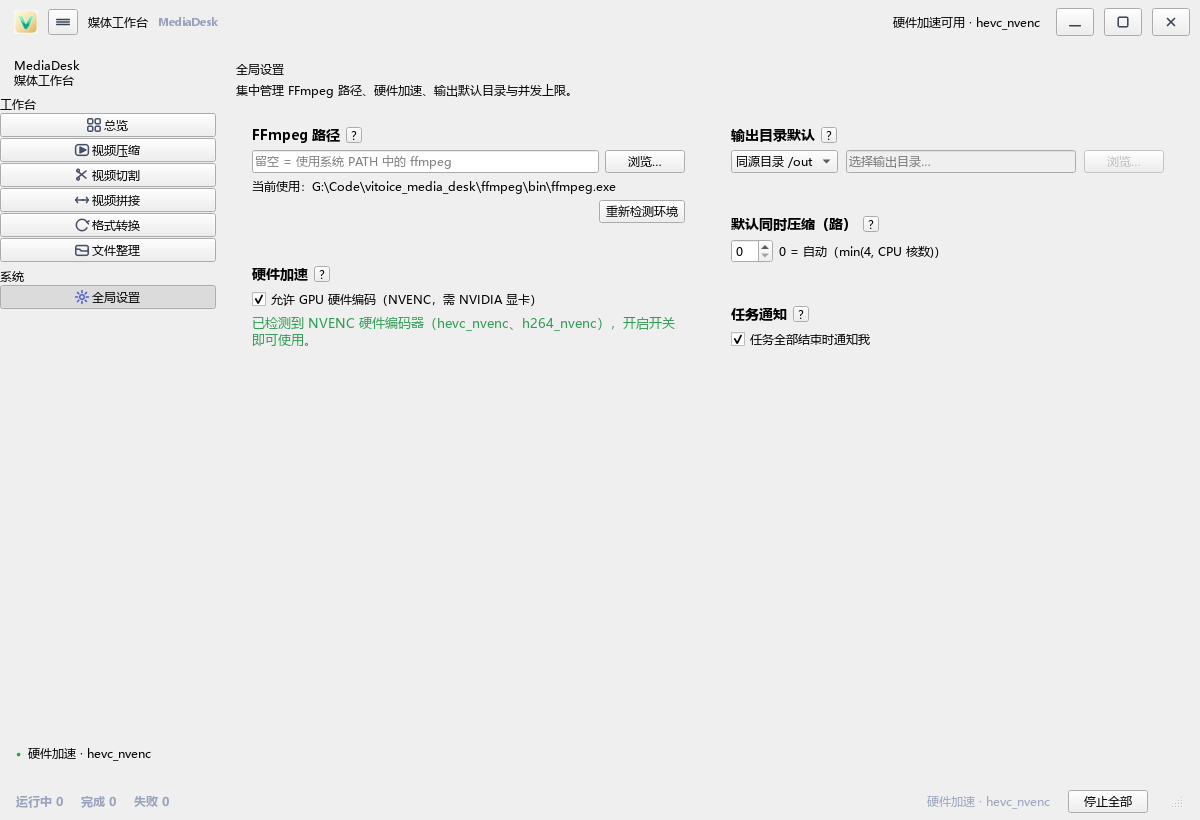 媒体工作台 MediaDesk
硬件加速可用 · hevc_nvenc
MediaDesk
媒体工作台
工作台
总览
视频压缩
视频切割
视频拼接
格式转换
文件整理
系统
全局设置
全局设置
集中管理 FFmpeg 路径、硬件加速、输出默认目录与并发上限。
FFmpeg 路径 ?
留空 = 使用系统 PATH 中的 ffmpeg 浏览...
当前使用：G:\Code\vitoice_media_desk\ffmpeg\bin\ffmpeg.exe
重新检测环境
硬件加速 ?
允许 GPU 硬件编码（NVENC，需 NVIDIA 显卡）
已检测到 NVENC 硬件编码器（hevc_nvenc、h264_nvenc），开启开关
即可使用。
输出目录默认 ?
同源目录 /out 选择输出目录... 浏览...
默认同时压缩（路） ?
0 0 = 自动（min(4, CPU 核数)）
任务通知 ?
任务全部结束时通知我
• 硬件加速 · hevc_nvenc
运行中 0 完成 0 失败 0
硬件加速 · hevc_nvenc 停止全部